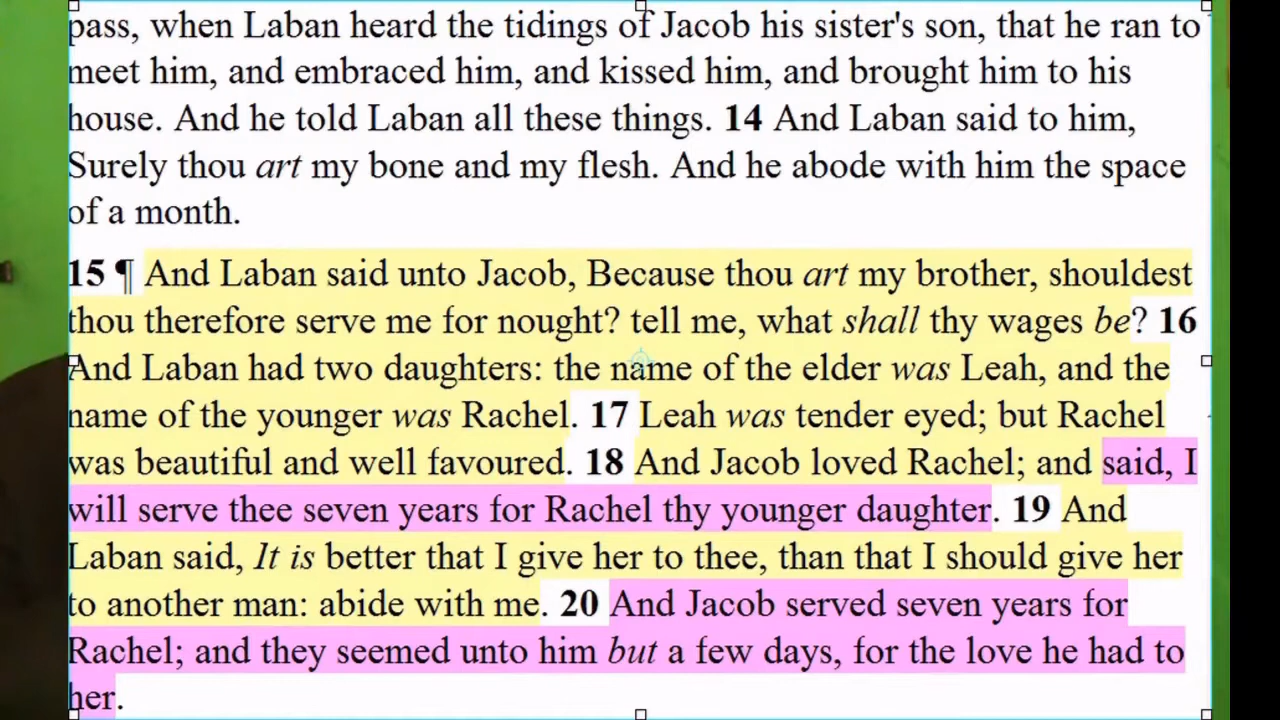 pass, when Laban heard the tidings of Jacob his sister's son, that he ran to
meet him, and embraced him, and kissed him, and brought him to his
house. And he told Laban all these things. 14 And Laban said to him,
Surely thou art my bone and my flesh. And he abode with him the space
of a month.
15 ¶ And Laban said unto Jacob, Because thou art my brother, shouldest
thou therefore serve me for nought? tell me, what shall thy wages be? 16
And Laban had two daughters: the name of the elder was Leah, and the
name of the younger was Rachel. 17 Leah was tender eyed; but Rachel
was beautiful and well favoured. 18 And Jacob loved Rachel; and said, I
will serve thee seven years for Rachel thy younger daughter. 19 And
Laban said, It is better that I give her to thee, than that I should give her
to another man: abide with me. 20 And Jacob served seven years for
Rachel; and they seemed unto him but a few days, for the love he had to
her.